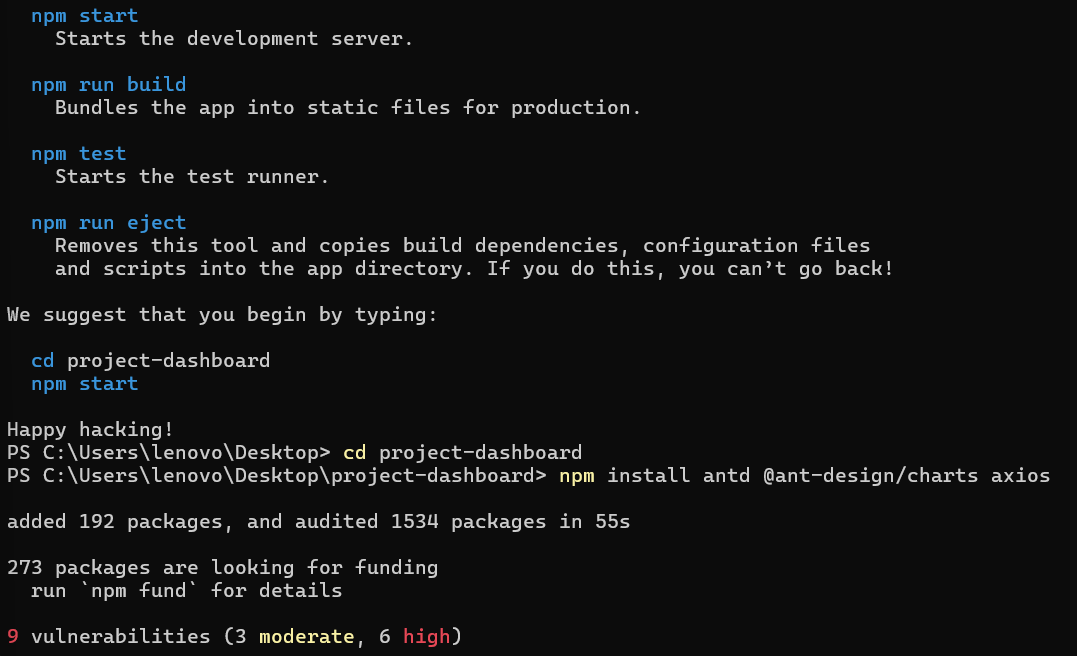 npm start
Starts the development server.
npm run build
Bundles the app into static files for production.
npm test
Starts the test runner.
npm run eject
Removes this tool and copies build dependencies, configuration files
and scripts into the app directory. If you do this, you can’t go back!
We suggest that you begin by typing:
cd project-dashboard
npm start
Happy hacking!
PS C:\Users\lenovo\Desktop> cd project-dashboard
PS C:\Users\lenovo\Desktop\project-dashboard> npm install antd @ant-design/charts axios
added 192 packages, and audited 1534 packages in 55s
273 packages are looking for funding
run `npm fund` for details
9 vulnerabilities (3 moderate, 6 high)